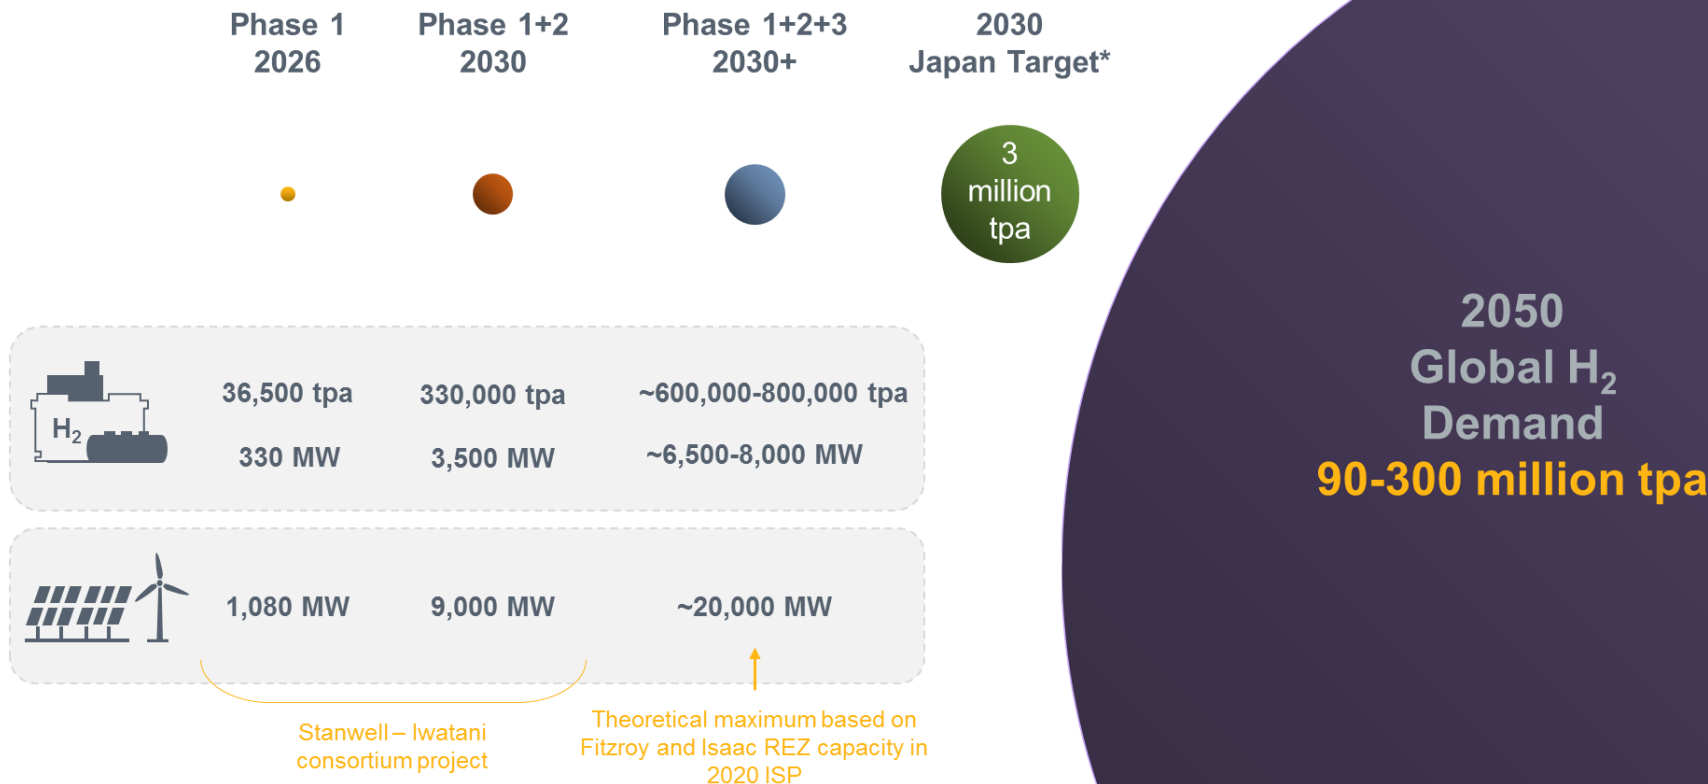 Phase 1
2026
Phase 1+2
2030
Phase 1+2+3
2030+
2030
Japan Target*
3
million
tpa
2050
Global H₂
Demand
90-300 million tpa
H₂
36,500 tpa
330,000 tpa
~600,000-800,000 tpa
330 MW
3,500 MW
~6,500-8,000 MW
1,080 MW
9,000 MW
~20,000 MW
Stanwell – Iwatani
consortium project
Theoretical maximum based on
Fitzroy and Isaac REZ capacity in
2020 ISP